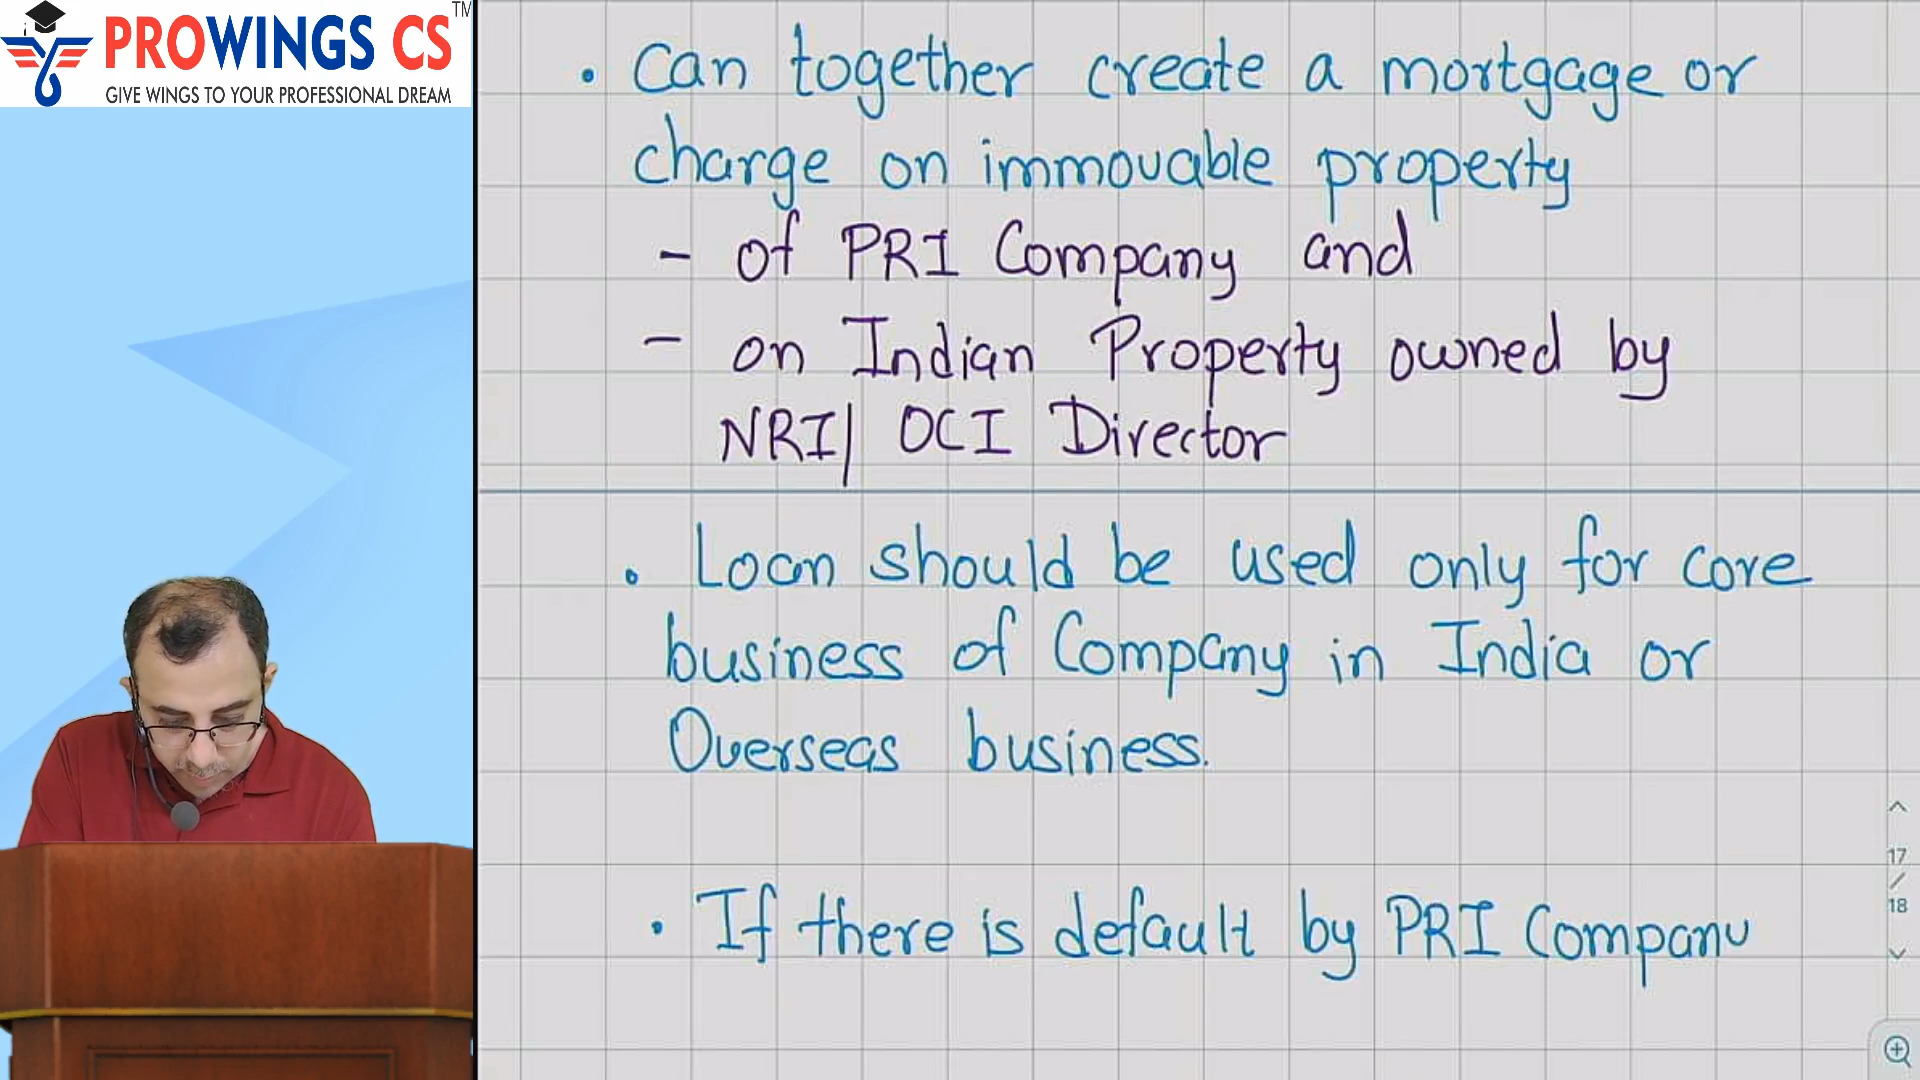 PROWINGS CS TM
GIVE WINGS TO YOUR PROFESSIONAL DREAM
• Can together create a mortgage or
charge on immovable property
- of PRI Company and
- on Indian Property owned by
NRI/ OCI Director
• Loan should be used only for core
business of Company in India or
Overseas business.
• If there is default by PRI Company
17
/
18